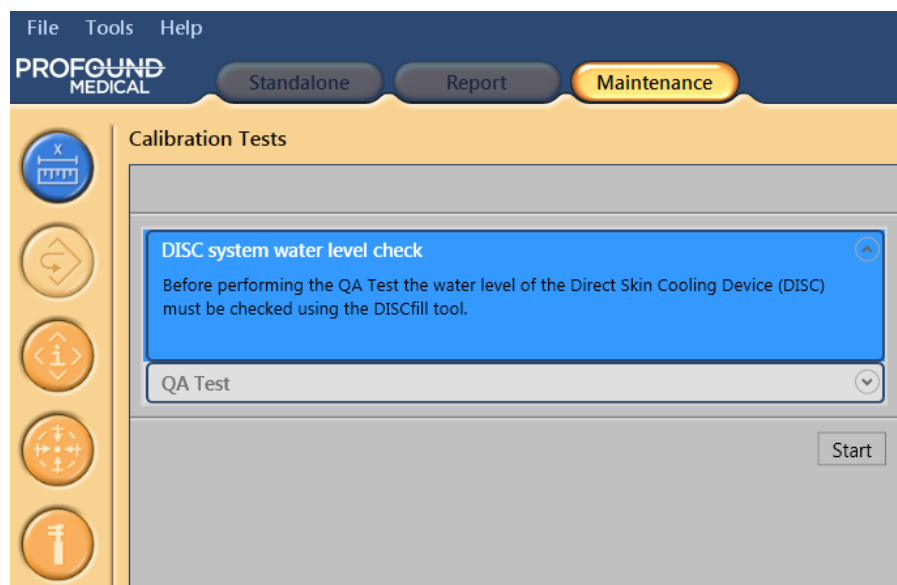 File Tools Help
PROFOUND
MEDICAL
Standalone Report Maintenance
Calibration Tests
X
DISC system water level check
Before performing the QA Test the water level of the Direct Skin Cooling Device (DISC)
must be checked using the DISCfill tool.
QA Test
Start